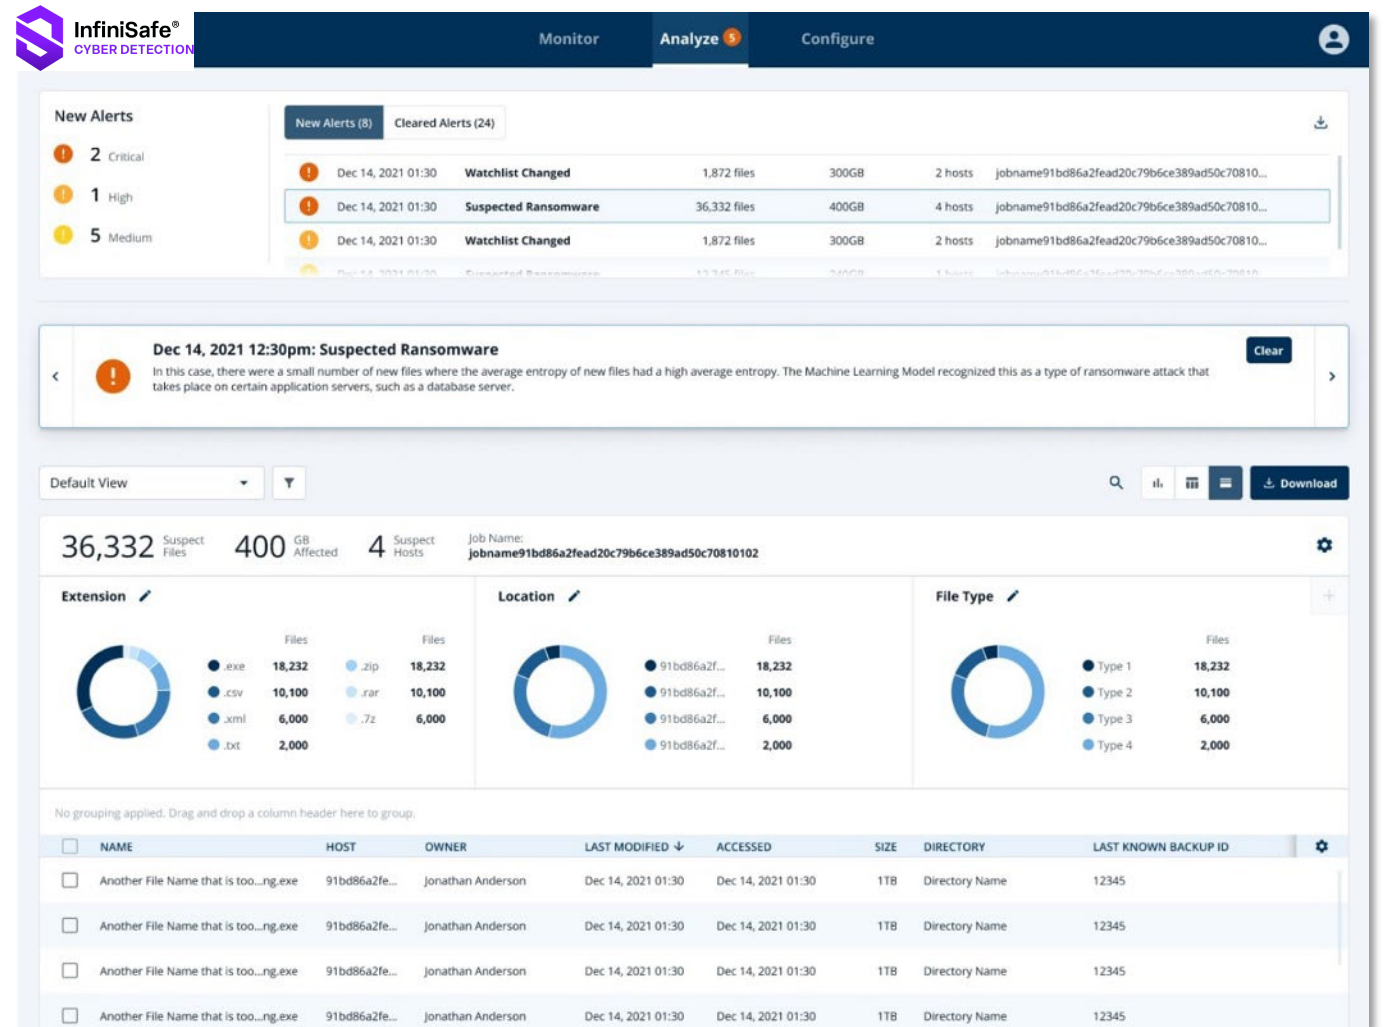 InfiniSafe®
CYBER DETECTION
Monitor
Analyze 5
Configure
New Alerts
2 Critical
1 High
5 Medium
New Alerts (8)
Cleared Alerts (24)
Dec 14, 2021 01:30 Watchlist Changed 1,872 files 300GB 2 hosts jobname91bd86a2fead20c79b6ce389ad50c70810...
Dec 14, 2021 01:30 Suspected Ransomware 36,332 files 400GB 4 hosts jobname91bd86a2fead20c79b6ce389ad50c70810...
Dec 14, 2021 01:30 Watchlist Changed 1,872 files 300GB 2 hosts jobname91bd86a2fead20c79b6ce389ad50c70810...
Dec 14, 2021 12:30pm: Suspected Ransomware
Clear
In this case, there were a small number of new files where the average entropy of new files had a high average entropy. The Machine Learning Model recognized this as a type of ransomware attack that
takes place on certain application servers, such as a database server.
Default View
Download
36,332 Suspect Files
400 GB Affected
4 Suspect Hosts
Job Name:
jobname91bd86a2fead20c79b6ce389ad50c70810102
Extension
Files Files
.exe 18,232 .zip 18,232
.csv 10,100 .rar 10,100
.xml 6,000 .7z 6,000
.txt 2,000
Location
Files
91bd86a2f... 18,232
91bd86a2f... 10,100
91bd86a2f... 6,000
91bd86a2f... 2,000
File Type
Files
Type 1 18,232
Type 2 10,100
Type 3 6,000
Type 4 2,000
No grouping applied. Drag and drop a column header here to group.
NAME HOST OWNER LAST MODIFIED ACCESSED SIZE DIRECTORY LAST KNOWN BACKUP ID
Another File Name that is too...ng.exe 91bd86a2fe... Jonathan Anderson Dec 14, 2021 01:30 Dec 14, 2021 01:30 1TB Directory Name 12345
Another File Name that is too...ng.exe 91bd86a2fe... Jonathan Anderson Dec 14, 2021 01:30 Dec 14, 2021 01:30 1TB Directory Name 12345
Another File Name that is too...ng.exe 91bd86a2fe... Jonathan Anderson Dec 14, 2021 01:30 Dec 14, 2021 01:30 1TB Directory Name 12345
Another File Name that is too...ng.exe 91bd86a2fe... Jonathan Anderson Dec 14, 2021 01:30 Dec 14, 2021 01:30 1TB Directory Name 12345